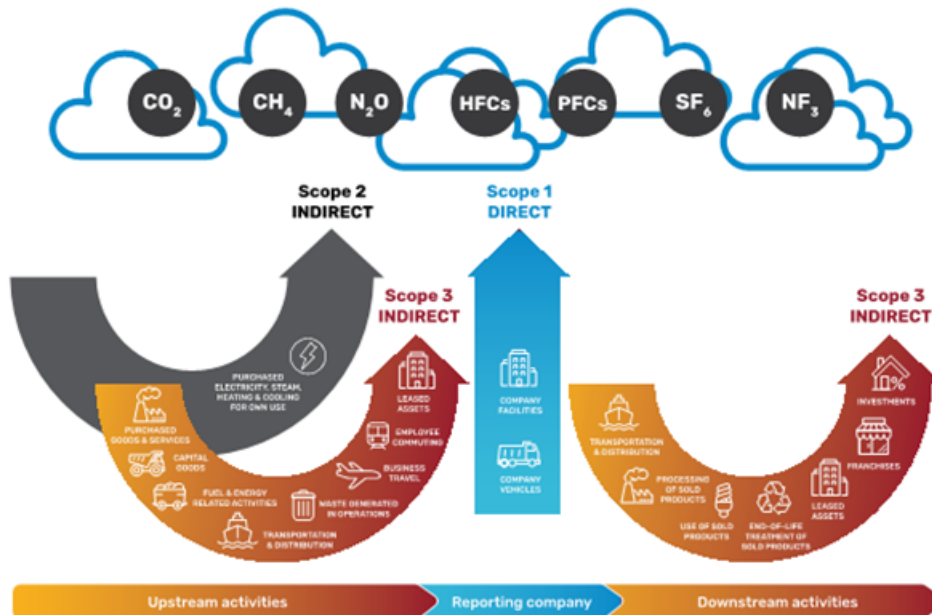 CO2
CH4
N2O
HFCs
PFCs
SF6
NF3
Scope 2
INDIRECT
Scope 1
DIRECT
Scope 3
INDIRECT
Scope 3
INDIRECT
PURCHASED
ELECTRICITY, STEAM,
HEATING & COOLING
FOR OWN USE
PURCHASED
GOODS & SERVICES
CAPITAL
GOODS
FUEL & ENERGY
RELATED ACTIVITIES
TRANSPORTATION
& DISTRIBUTION
WASTE GENERATED
IN OPERATIONS
BUSINESS
TRAVEL
EMPLOYEE
COMMUTING
LEASED
ASSETS
COMPANY
FACILITIES
COMPANY
VEHICLES
TRANSPORTATION
& DISTRIBUTION
PROCESSING
OF SOLD
PRODUCTS
USE OF SOLD
PRODUCTS
END-OF-LIFE
TREATMENT OF
SOLD PRODUCTS
LEASED
ASSETS
FRANCHISES
INVESTMENTS
Upstream activities
Reporting company
Downstream activities